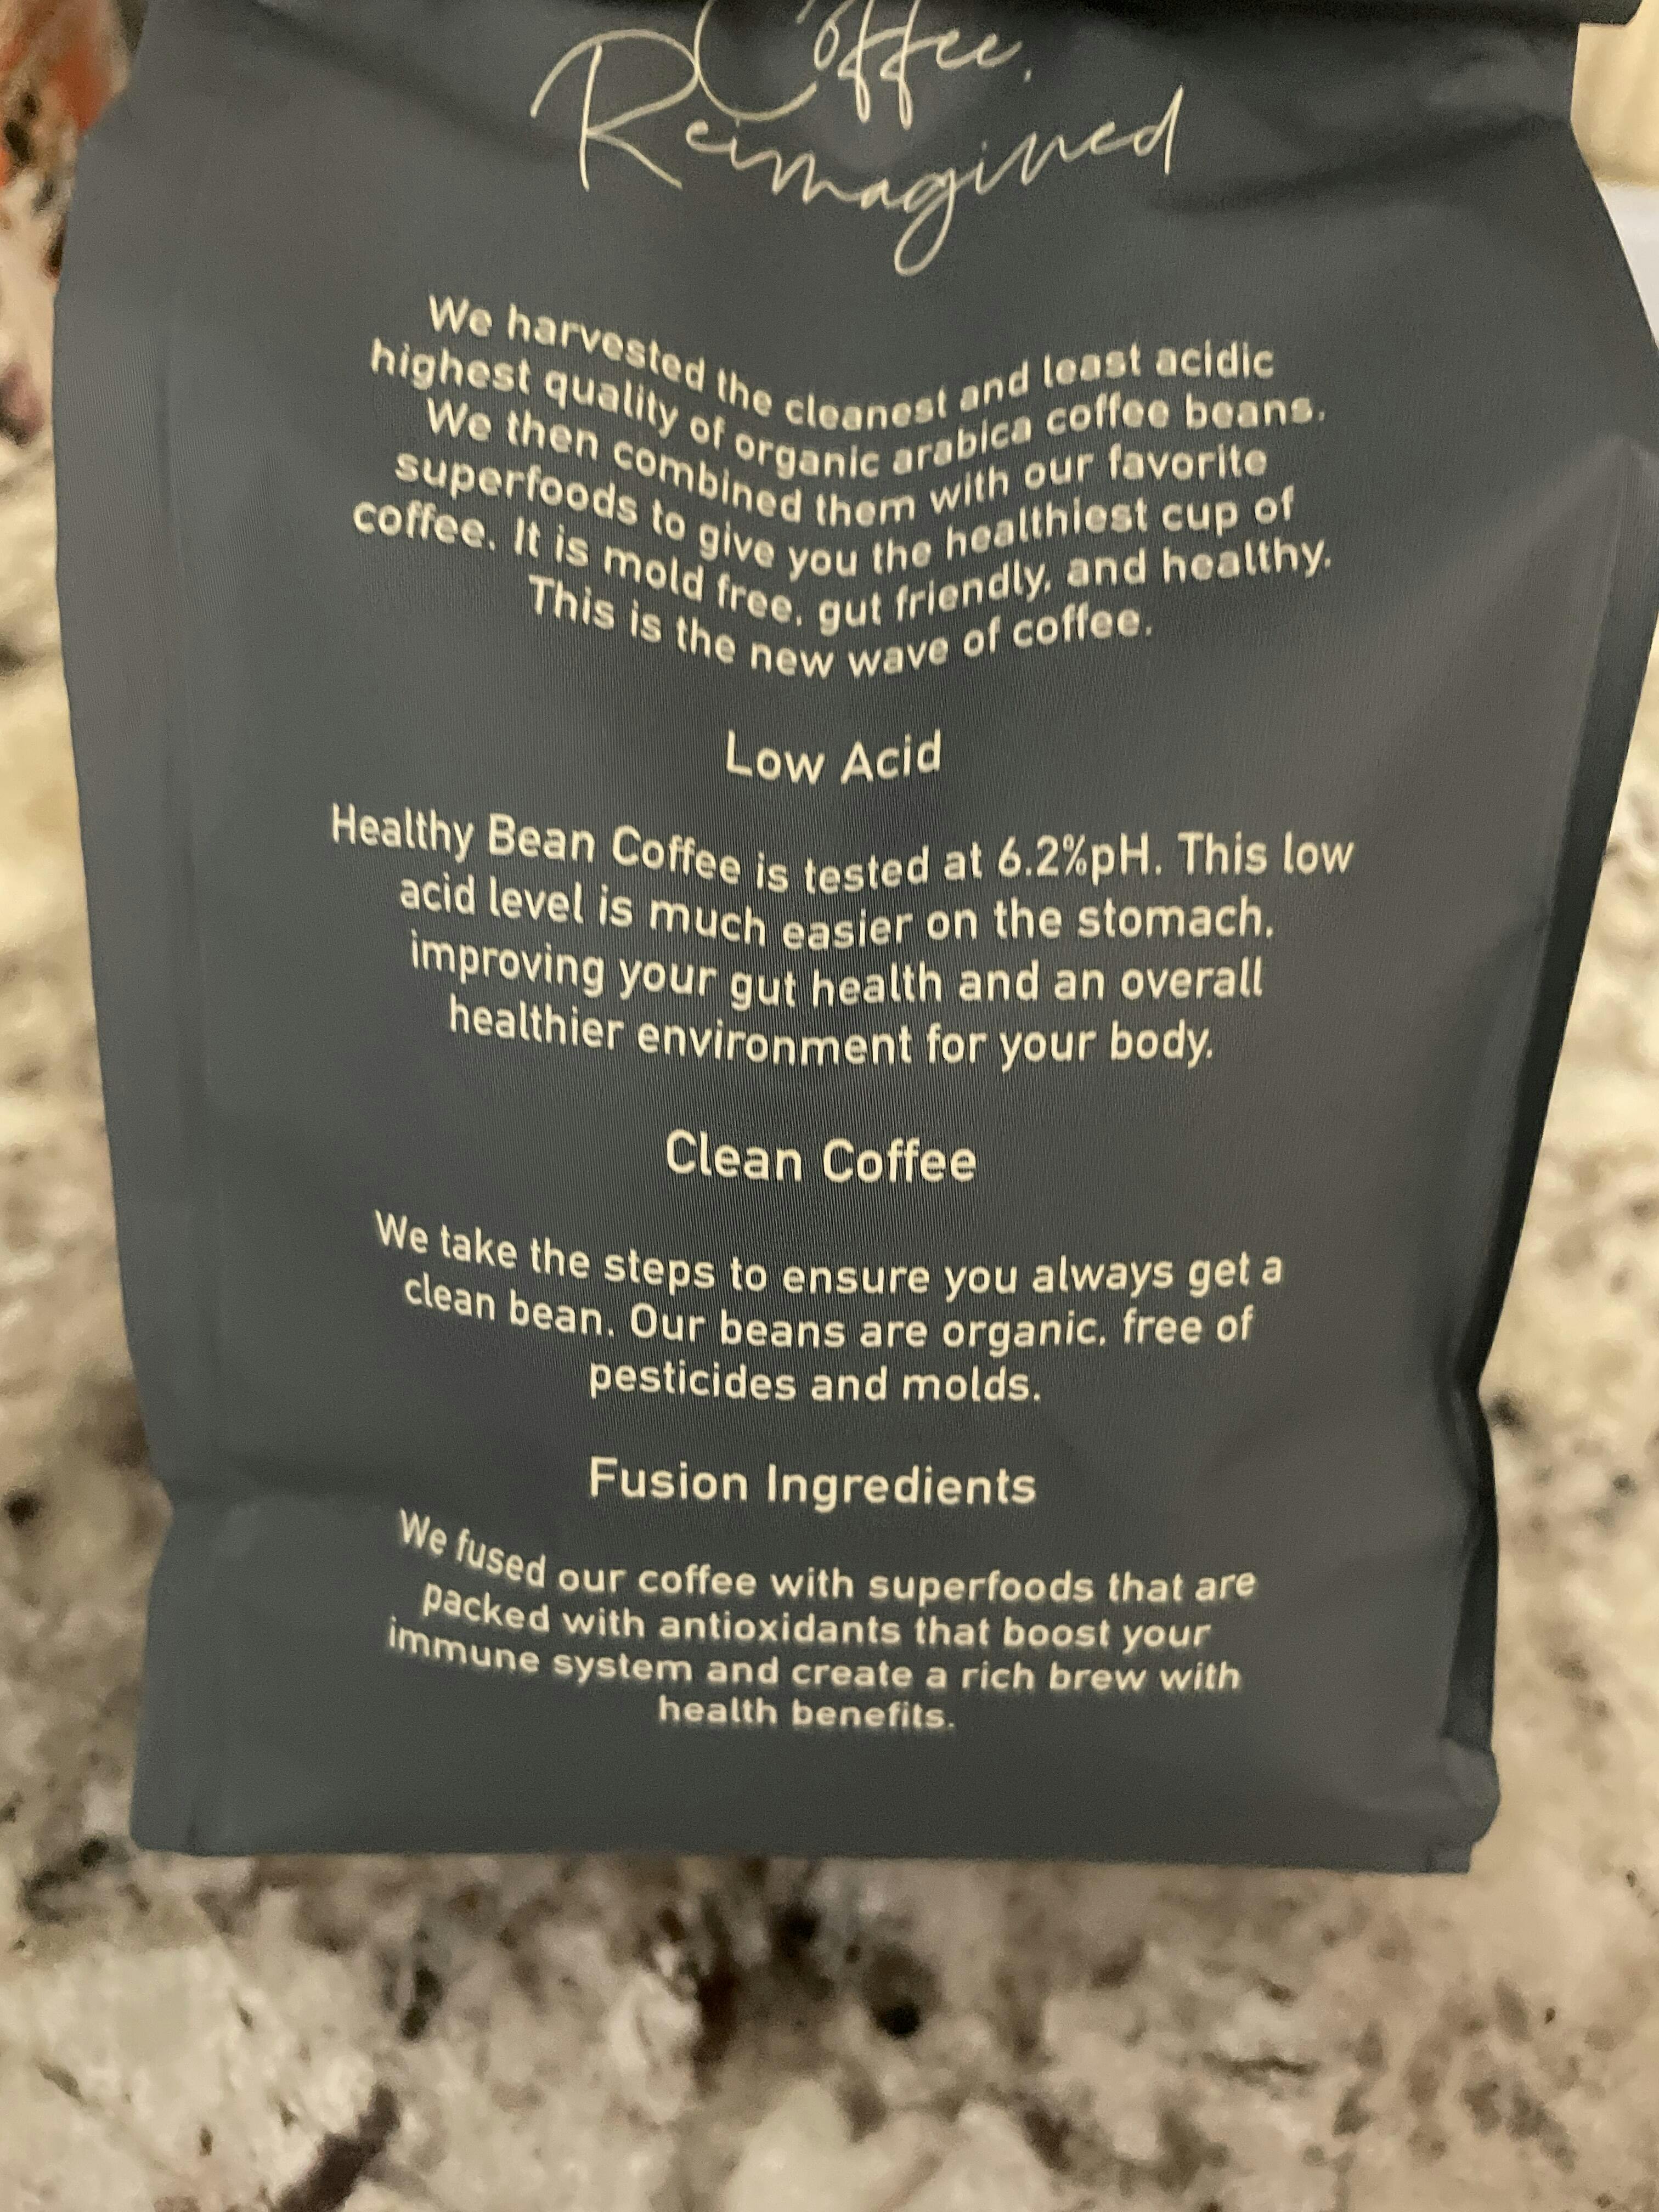 Coffee,
Reimagined
We harvested the cleanest and least acidic
highest quality of organic arabica coffee beans.
We then combined them with our favorite
superfoods to give you the healthiest cup of
coffee. It is mold free, gut friendly, and healthy.
This is the new wave of coffee.
Low Acid
Healthy Bean Coffee is tested at 6.2%pH. This low
acid level is much easier on the stomach,
improving your gut health and an overall
healthier environment for your body.
Clean Coffee
We take the steps to ensure you always get a
clean bean. Our beans are organic, free of
pesticides and molds.
Fusion Ingredients
We fused our coffee with superfoods that are
packed with antioxidants that boost your
immune system and create a rich brew with
health benefits.